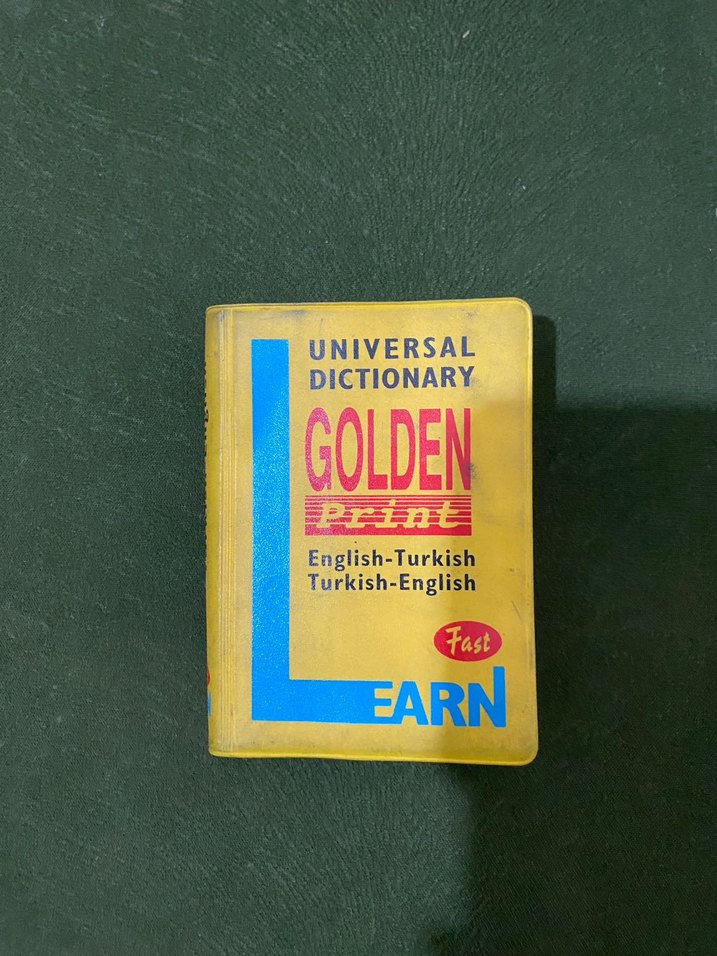 UNIVERSAL
DICTIONARY
GOLDEN
Print
English-Turkish
Turkish-English
Fast
LEARN